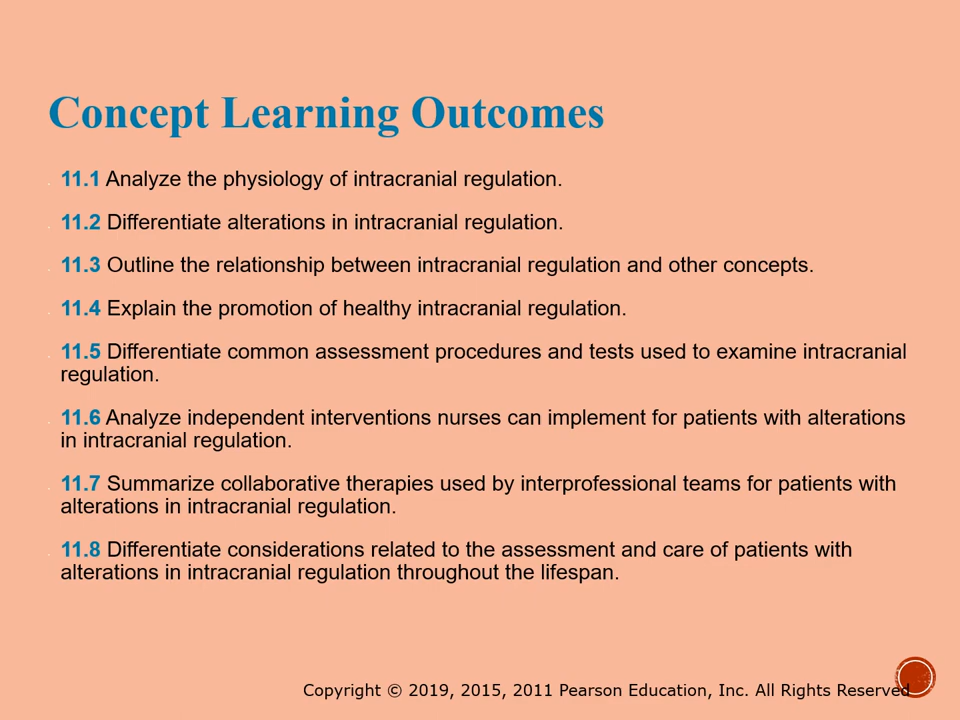 Concept Learning Outcomes
11.1 Analyze the physiology of intracranial regulation.
11.2 Differentiate alterations in intracranial regulation.
11.3 Outline the relationship between intracranial regulation and other concepts.
11.4 Explain the promotion of healthy intracranial regulation.
11.5 Differentiate common assessment procedures and tests used to examine intracranial
regulation.
11.6 Analyze independent interventions nurses can implement for patients with alterations
in intracranial regulation.
11.7 Summarize collaborative therapies used by interprofessional teams for patients with
alterations in intracranial regulation.
11.8 Differentiate considerations related to the assessment and care of patients with
alterations in intracranial regulation throughout the lifespan.
Copyright © 2019, 2015, 2011 Pearson Education, Inc. All Rights Reserved